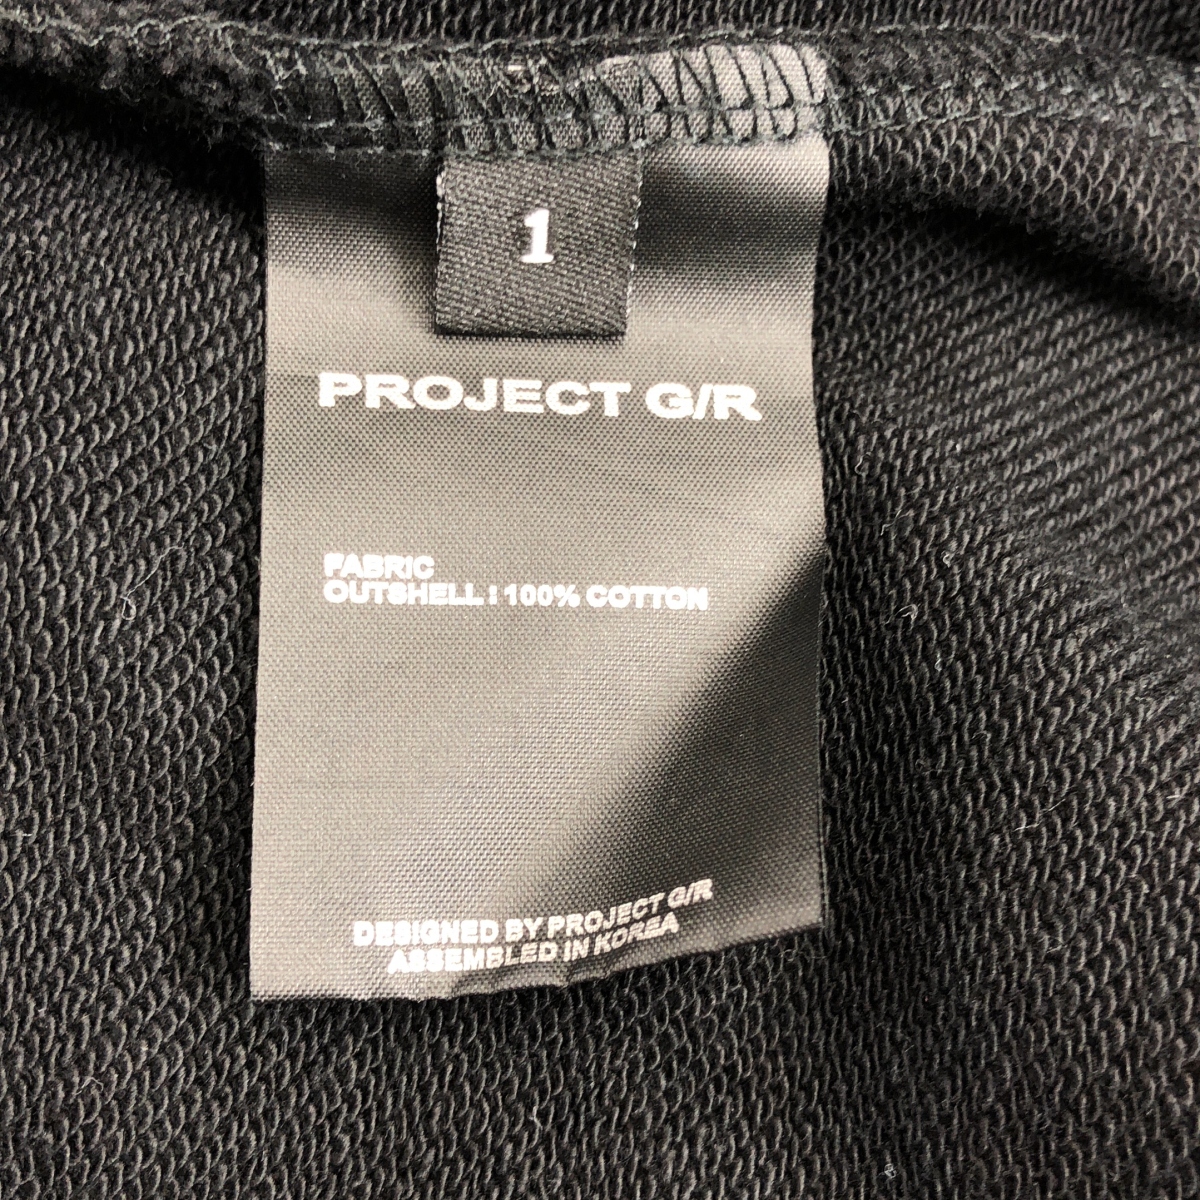 1
PROJECT G/R
FABRIC
OUTSHELL : 100% COTTON
DESIGNED BY PROJECT G/R
ASSEMBLED IN KOREA